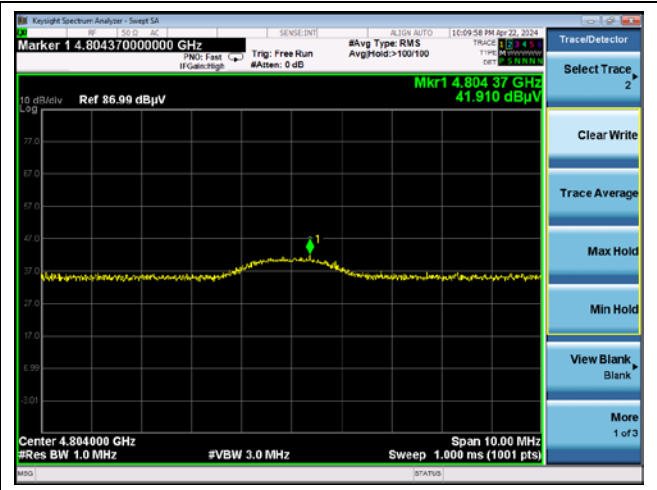 Keysight Spectrum Analyzer - Swept SA
RF 50 Ω AC SENSE:INT ALIGN AUTO 10:09:58 PM Apr 22, 2024
Marker 1 4.804370000000 GHz
#Avg Type: RMS
TRACE 1 2 3 4 5 6
PNO: Fast
Trig: Free Run
Avg|Hold:>100/100
TYPE
IFGain:High
#Atten: 0 dB
DET P S N N N N
Mkr1 4.804 37 GHz
41.910 dBµV
10 dB/div Ref 86.99 dBµV
Log
77.0
67.0
57.0
47.0
1
37.0
27.0
17.0
6.99
-3.01
Center 4.804000 GHz Span 10.00 MHz
#Res BW 1.0 MHz #VBW 3.0 MHz Sweep 1.000 ms (1001 pts)
MSG STATUS
Trace/Detector
Select Trace
2
Clear Write
Trace Average
Max Hold
Min Hold
View Blank
Blank
More
1 of 3